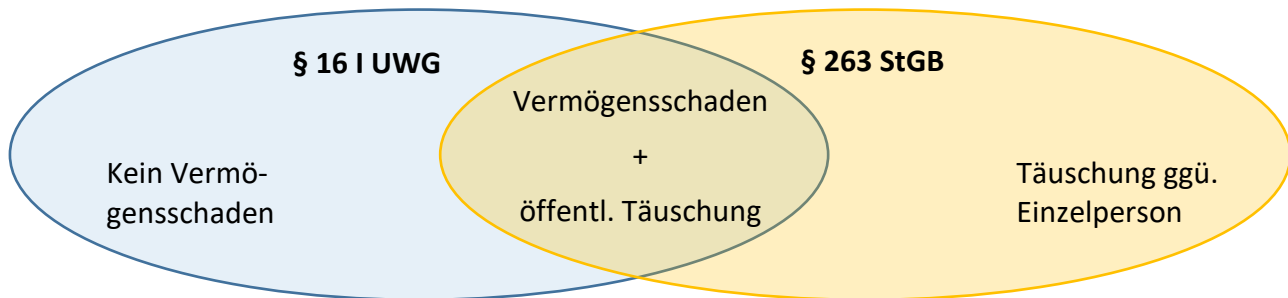 § 16 I UWG
Kein Vermö-
gensschaden
Vermögensschaden
+
öffentl. Täuschung
§ 263 StGB
Täuschung ggü.
Einzelperson